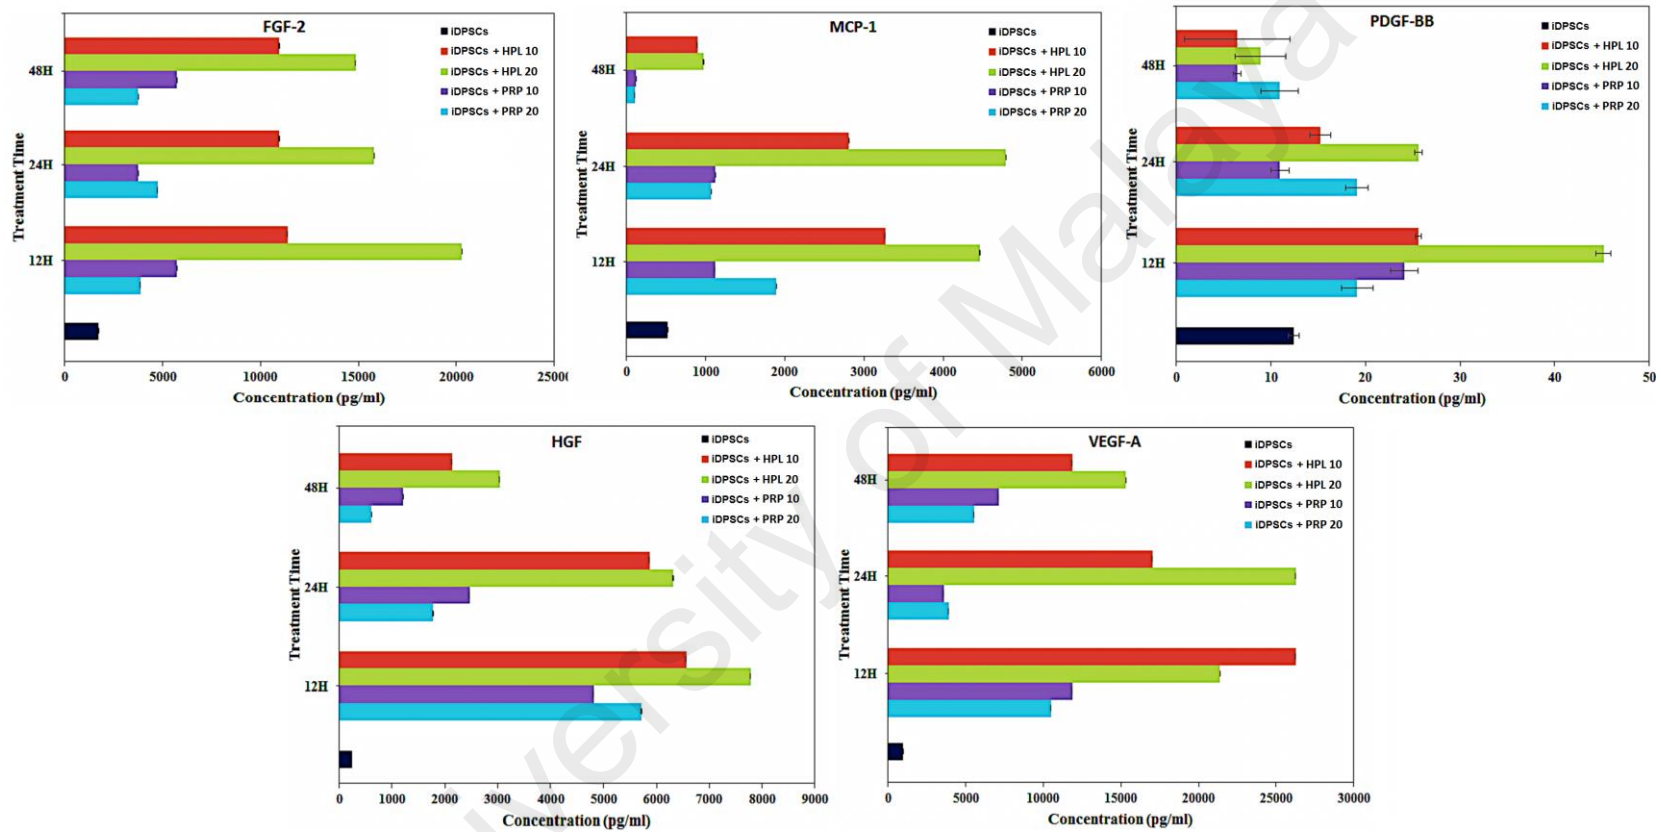 FGF-2
iDPSCs
iDPSCs + HPL 10
iDPSCs + HPL 20
iDPSCs + PRP 10
iDPSCs + PRP 20
Treatment Time
48H
24H
12H
0 5000 10000 15000 20000 25000
Concentration (pg/ml)
MCP-1
iDPSCs
iDPSCs + HPL 10
iDPSCs + HPL 20
iDPSCs + PRP 10
iDPSCs + PRP 20
Treatment Time
48H
24H
12H
0 1000 2000 3000 4000 5000 6000
Concentration (pg/ml)
PDGF-BB
iDPSCs
iDPSCs + HPL 10
iDPSCs + HPL 20
iDPSCs + PRP 10
iDPSCs + PRP 20
Treatment Time
48H
24H
12H
0 10 20 30 40 50
Concentration (pg/ml)
HGF
iDPSCs
iDPSCs + HPL 10
iDPSCs + HPL 20
iDPSCs + PRP 10
iDPSCs + PRP 20
Treatment Time
48H
24H
12H
0 1000 2000 3000 4000 5000 6000 7000 8000 9000
Concentration (pg/ml)
VEGF-A
iDPSCs
iDPSCs + HPL 10
iDPSCs + HPL 20
iDPSCs + PRP 10
iDPSCs + PRP 20
Treatment Time
48H
24H
12H
0 5000 10000 15000 20000 25000 30000
Concentration (pg/ml)
versity of Malaya